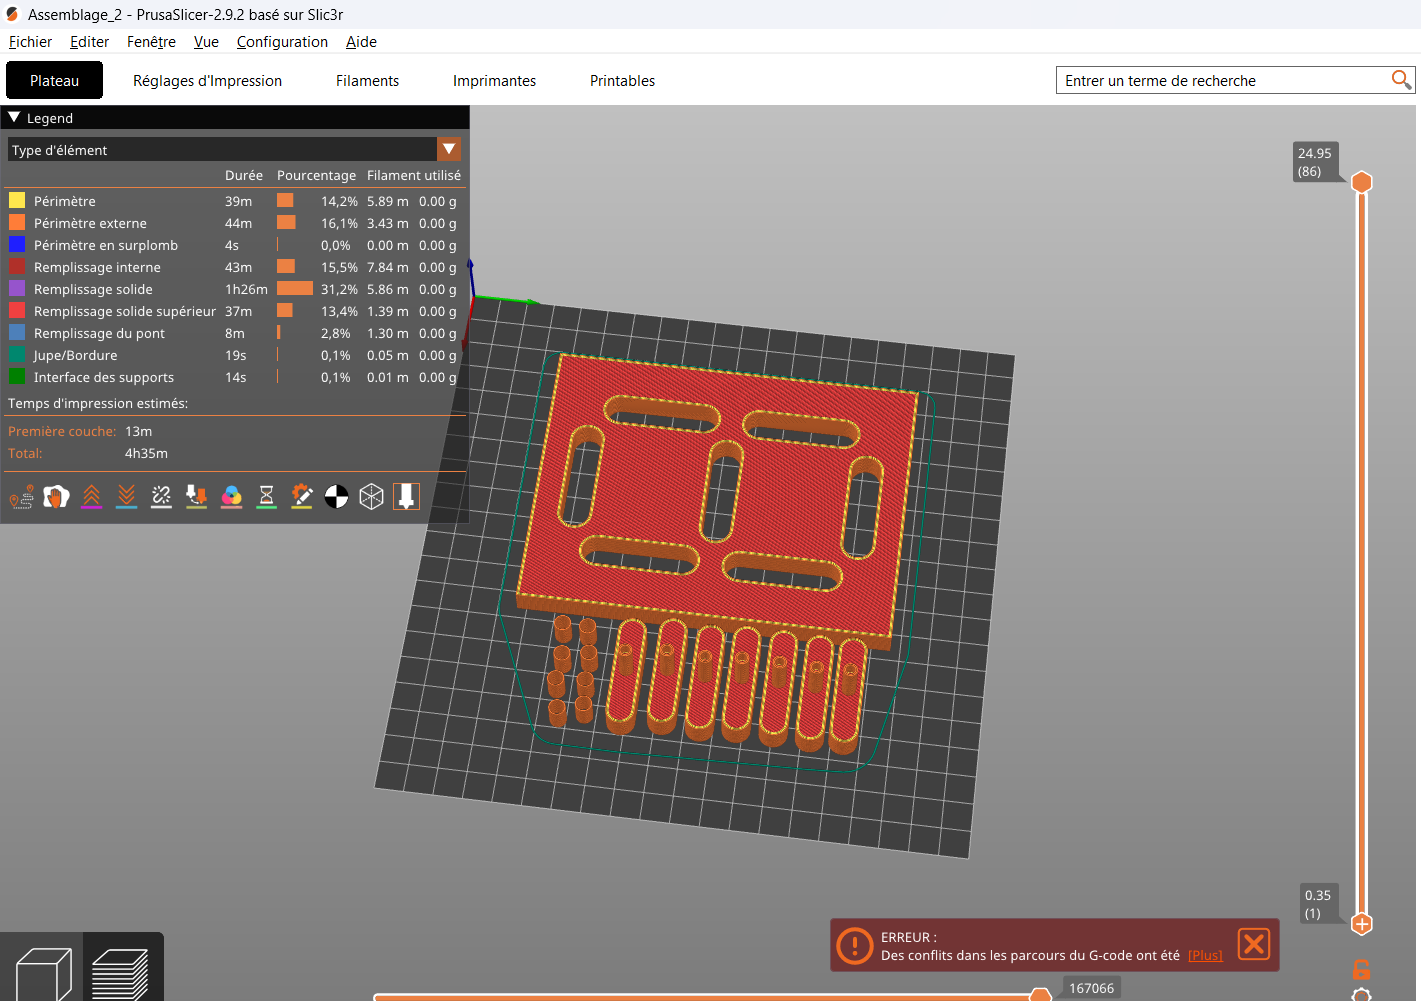 Assemblage_2 - PrusaSlicer-2.9.2 basé sur Slic3r
Fichier Editer Fenêtre Vue Configuration Aide
Plateau Réglages d'Impression Filaments Imprimantes Printables Entrer un terme de recherche
Legend
Type d'élément
Durée Pourcentage Filament utilisé
Périmètre 39m 14,2% 5.89 m 0.00 g
Périmètre externe 44m 16,1% 3.43 m 0.00 g
Périmètre en surplomb 4s 0,0% 0.00 m 0.00 g
Remplissage interne 43m 15,5% 7.84 m 0.00 g
Remplissage solide 1h26m 31,2% 5.86 m 0.00 g
Remplissage solide supérieur 37m 13,4% 1.39 m 0.00 g
Remplissage du pont 8m 2,8% 1.30 m 0.00 g
Jupe/Bordure 19s 0,1% 0.05 m 0.00 g
Interface des supports 14s 0,1% 0.01 m 0.00 g
Temps d'impression estimés:
Première couche: 13m
Total: 4h35m
24.95
(86)
0.35
(1)
ERREUR :
Des conflits dans les parcours du G-code ont été [Plus]
167066